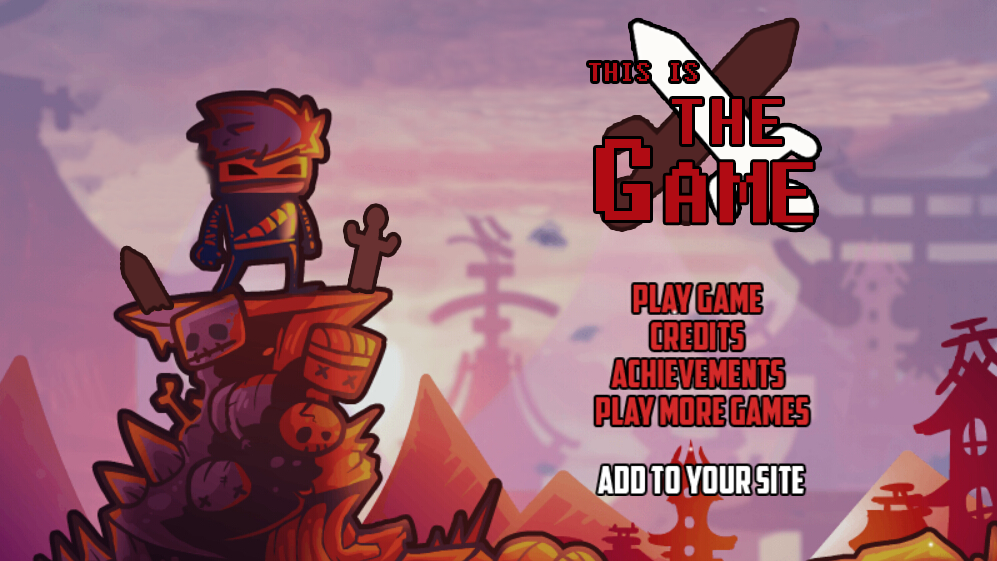 THIS IS
THE
GAME
PLAY GAME
CREDITS
ACHIEVEMENTS
PLAY MORE GAMES
ADD TO YOUR SITE